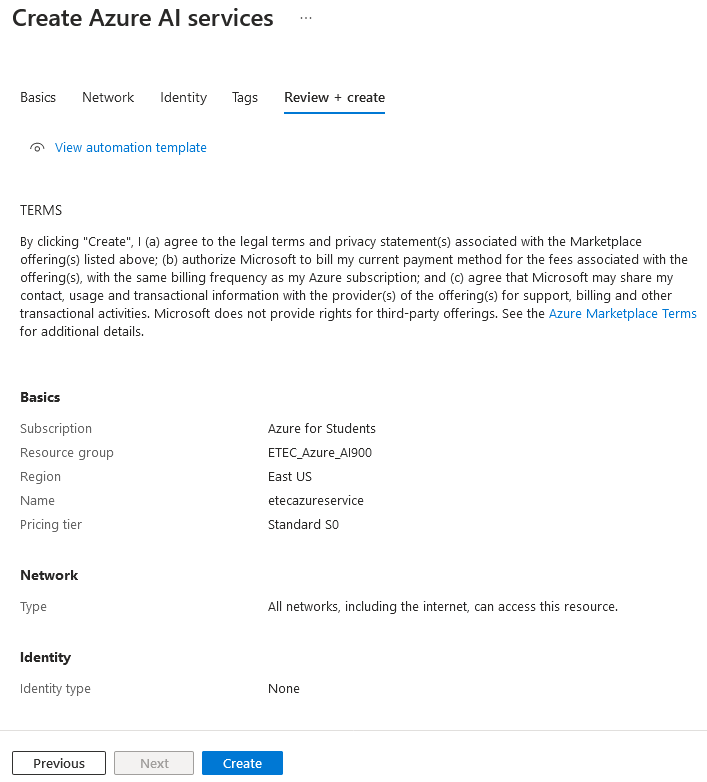 Create Azure AI services ...
Basics Network Identity Tags Review + create
View automation template
TERMS
By clicking "Create", I (a) agree to the legal terms and privacy statement(s) associated with the Marketplace
offering(s) listed above; (b) authorize Microsoft to bill my current payment method for the fees associated with the
offering(s), with the same billing frequency as my Azure subscription; and (c) agree that Microsoft may share my
contact, usage and transactional information with the provider(s) of the offering(s) for support, billing and other
transactional activities. Microsoft does not provide rights for third-party offerings. See the Azure Marketplace Terms
for additional details.
Basics
Subscription Azure for Students
Resource group ETEC_Azure_AI900
Region East US
Name etecazureservice
Pricing tier Standard S0
Network
Type All networks, including the internet, can access this resource.
Identity
Identity type None
Previous Next Create